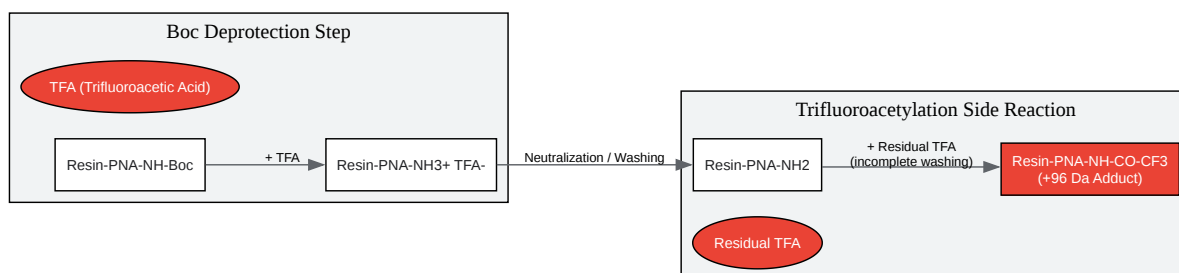 Boc Deprotection Step
TFA (Trifluoroacetic Acid)
Resin-PNA-NH-Boc
+ TFA
Resin-PNA-NH3+ TFA-
Neutralization / Washing
Trifluoroacetylation Side Reaction
Resin-PNA-NH2
+ Residual TFA
(incomplete washing)
Resin-PNA-NH-CO-CF3
(+96 Da Adduct)
Residual TFA